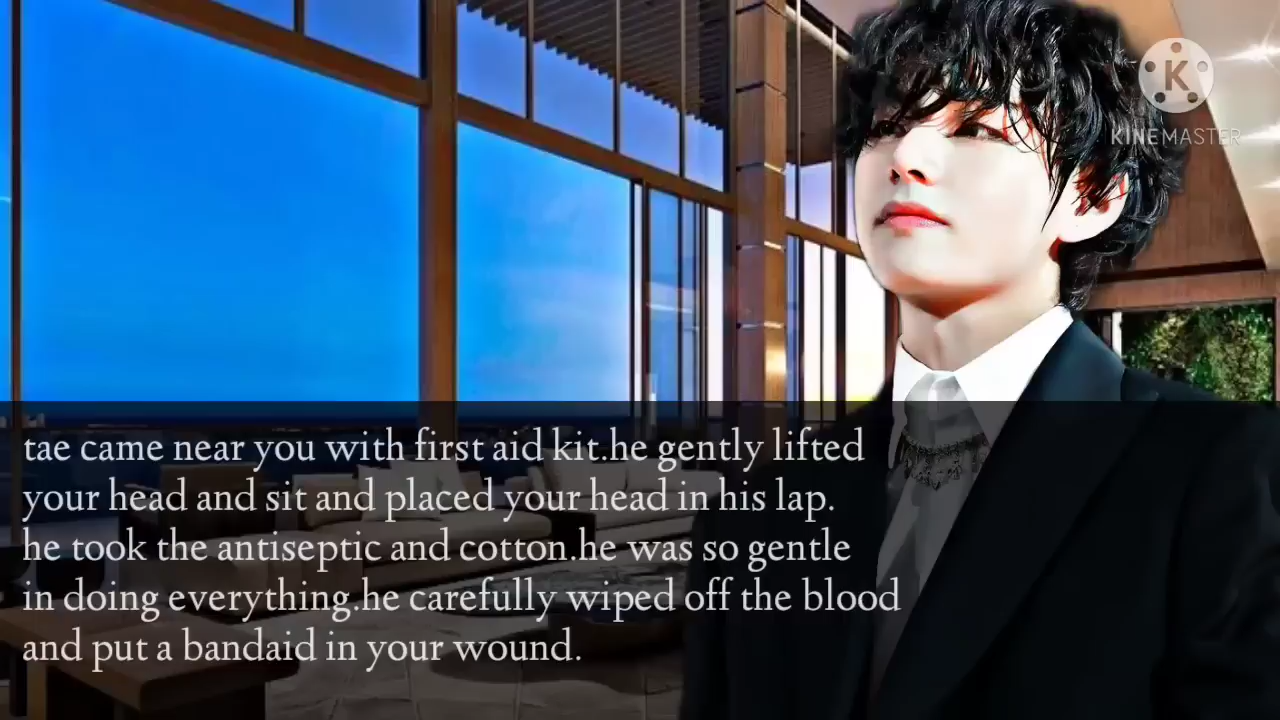 K
KINEMASTER
tae came near you with first aid kit.he gently lifted
your head and sit and placed your head in his lap.
he took the antiseptic and cotton.he was so gentle
in doing everything.he carefully wiped off the blood
and put a bandaid in your wound.